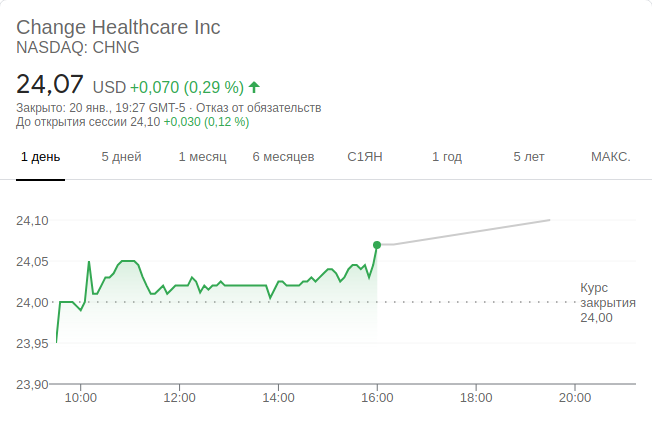 Change Healthcare Inc
NASDAQ: CHNG
24,07 USD +0,070 (0,29 %)
Закрыто: 20 янв., 19:27 GMT-5 · Отказ от обязательств
До открытия сессии 24,10 +0,030 (0,12 %)
1 день 5 дней 1 месяц 6 месяцев С1ЯН 1 год 5 лет МАКС.
24,10
24,05
24,00
23,95
23,90
Курс
закрытия
24,00
10:00 12:00 14:00 16:00 18:00 20:00